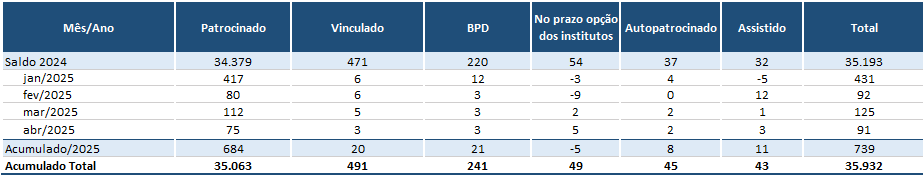 Mês/Ano Patrocinado Vinculado BPD No prazo opção dos institutos Autopatrocinado Assistido Total
Saldo 2024 34.379 471 220 54 37 32 35.193
jan/2025 417 6 12 -3 4 -5 431
fev/2025 80 6 3 -9 0 12 92
mar/2025 112 5 3 2 2 1 125
abr/2025 75 3 3 5 2 3 91
Acumulado/2025 684 20 21 -5 8 11 739
Acumulado Total 35.063 491 241 49 45 43 35.932